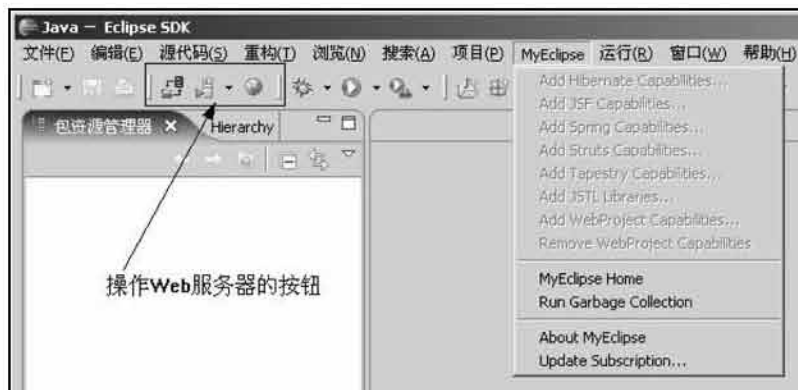 Java - Eclipse SDK
文件(F) 编辑(E) 源代码(S) 重构(T) 浏览(N) 搜索(A) 项目(P) MyEclipse 运行(R) 窗口(W) 帮助(H)
包资源管理器 Hierarchy
操作Web服务器的按钮
Add Hibernate Capabilities...
Add JSF Capabilities...
Add Spring Capabilities...
Add Struts Capabilities...
Add Tapestry Capabilities...
Add JSTL Libraries...
Add WebProject Capabilities...
Remove WebProject Capabilities
MyEclipse Home
Run Garbage Collection
About MyEclipse
Update Subscription...